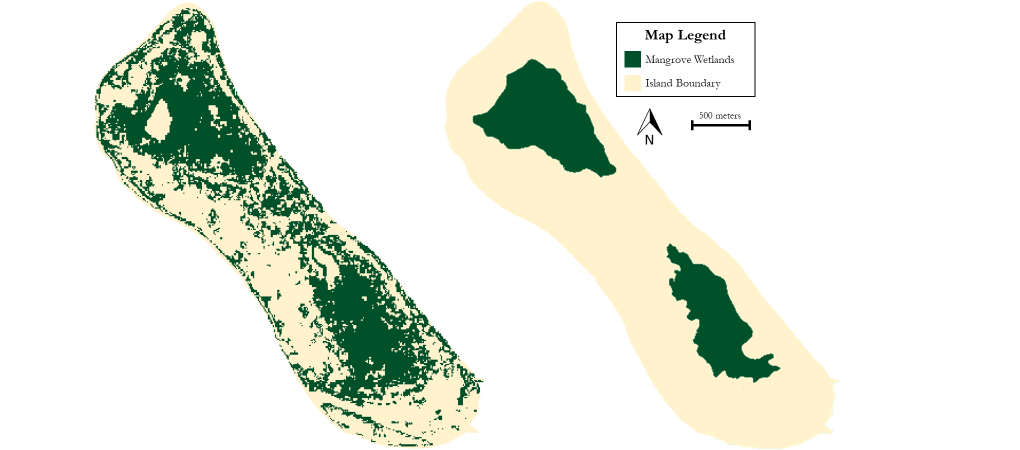 Map Legend
Mangrove Wetlands
Island Boundary
500 meters
N